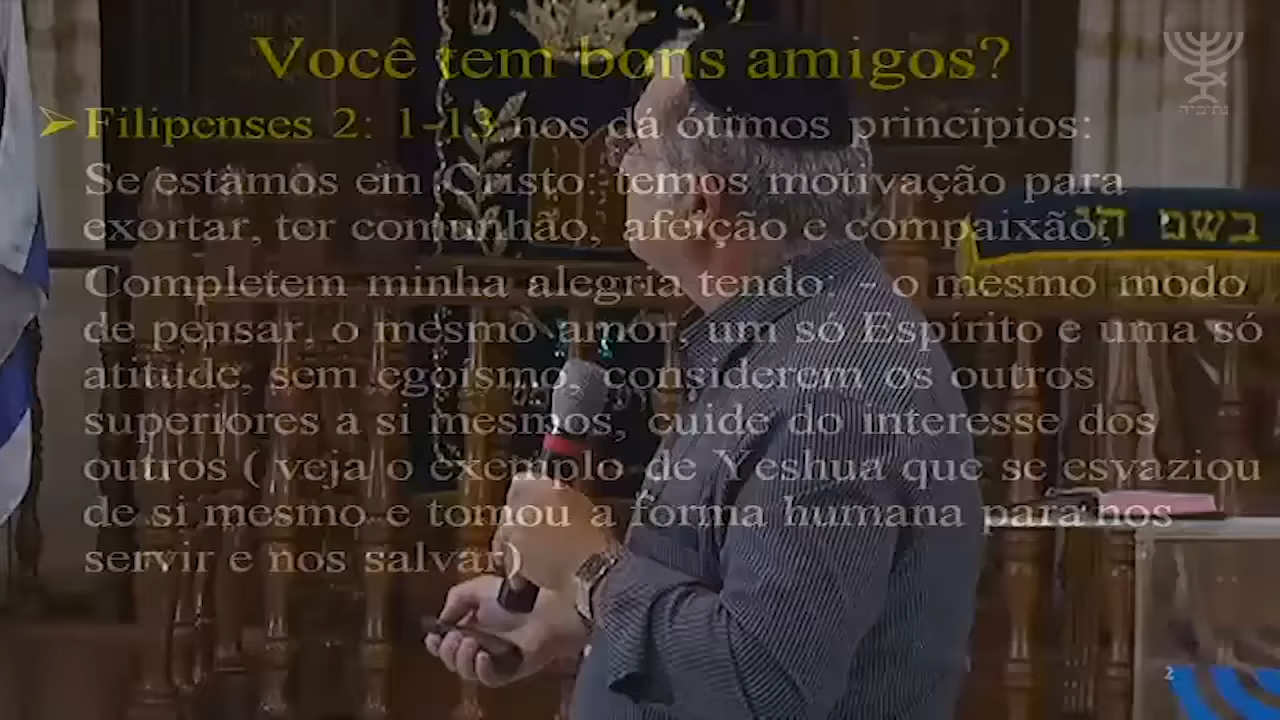 Você tem bons amigos?
➢Filipenses 2: 1-13 nos dá ótimos princípios:
Se estamos em Cristo: temos motivação para
exortar, ter comunhão, afeição e compaixão,
Completem minha alegria tendo: - o mesmo modo
de pensar, o mesmo amor, um só Espírito e uma só
atitude, sem egoísmo, considerem os outros
superiores a si mesmos, cuide do interesse dos
outros ( veja o exemplo de Yeshua que se esvaziou
de si mesmo e tomou a forma humana para nos
servir e nos salvar)
נתיביה
בשם
2